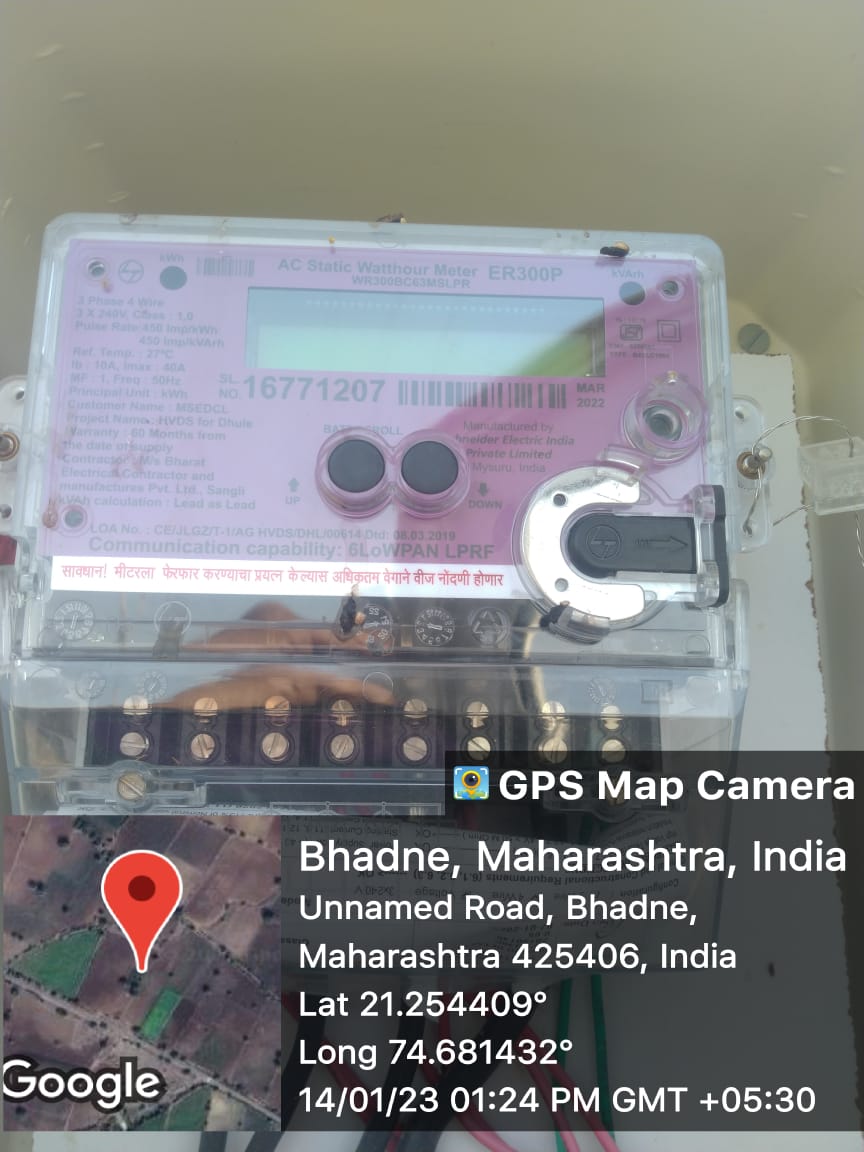 kWh
AC Static Watthour Meter ER300P
WR300BC63MSLPR
kVArh
3 Phase 4 Wire
3 X 240V, Class : 1.0
Pulse Rate:450 imp/kWh
450 imp/kVArh
Ref. Temp. : 27°C
Ib : 10A, Imax : 40A
MF : 1, Freq : 50Hz
Principal Unit : kWh
Customer Name : MSEDCL
Project Name : HVDS for Dhule
Warranty : 60 Months from
the date of supply
Contractor : M/s Bharat
Electrical Contractor and
manufactures Pvt. Ltd., Sangli
kVAh calculation : Lead as Lead
SL. NO. 16771207
MAR
2022
SCROLL
UP
DOWN
Manufactured by
Schneider Electric India
Private Limited
Mysuru, India
LOA No. : CE/JLGZ/T-1/AG HVDS/DHL/00614 Dtd: 08.03.2019
Communication capability: 6LoWPAN LPRF
सावधान! मीटरला फेरफार करण्याचा प्रयत्न केल्यास अधिकतम वेगाने वीज नोंदणी होणार
GPS Map Camera
Bhadne, Maharashtra, India
Unnamed Road, Bhadne,
Maharashtra 425406, India
Lat 21.254409°
Long 74.681432°
14/01/23 01:24 PM GMT +05:30
Google